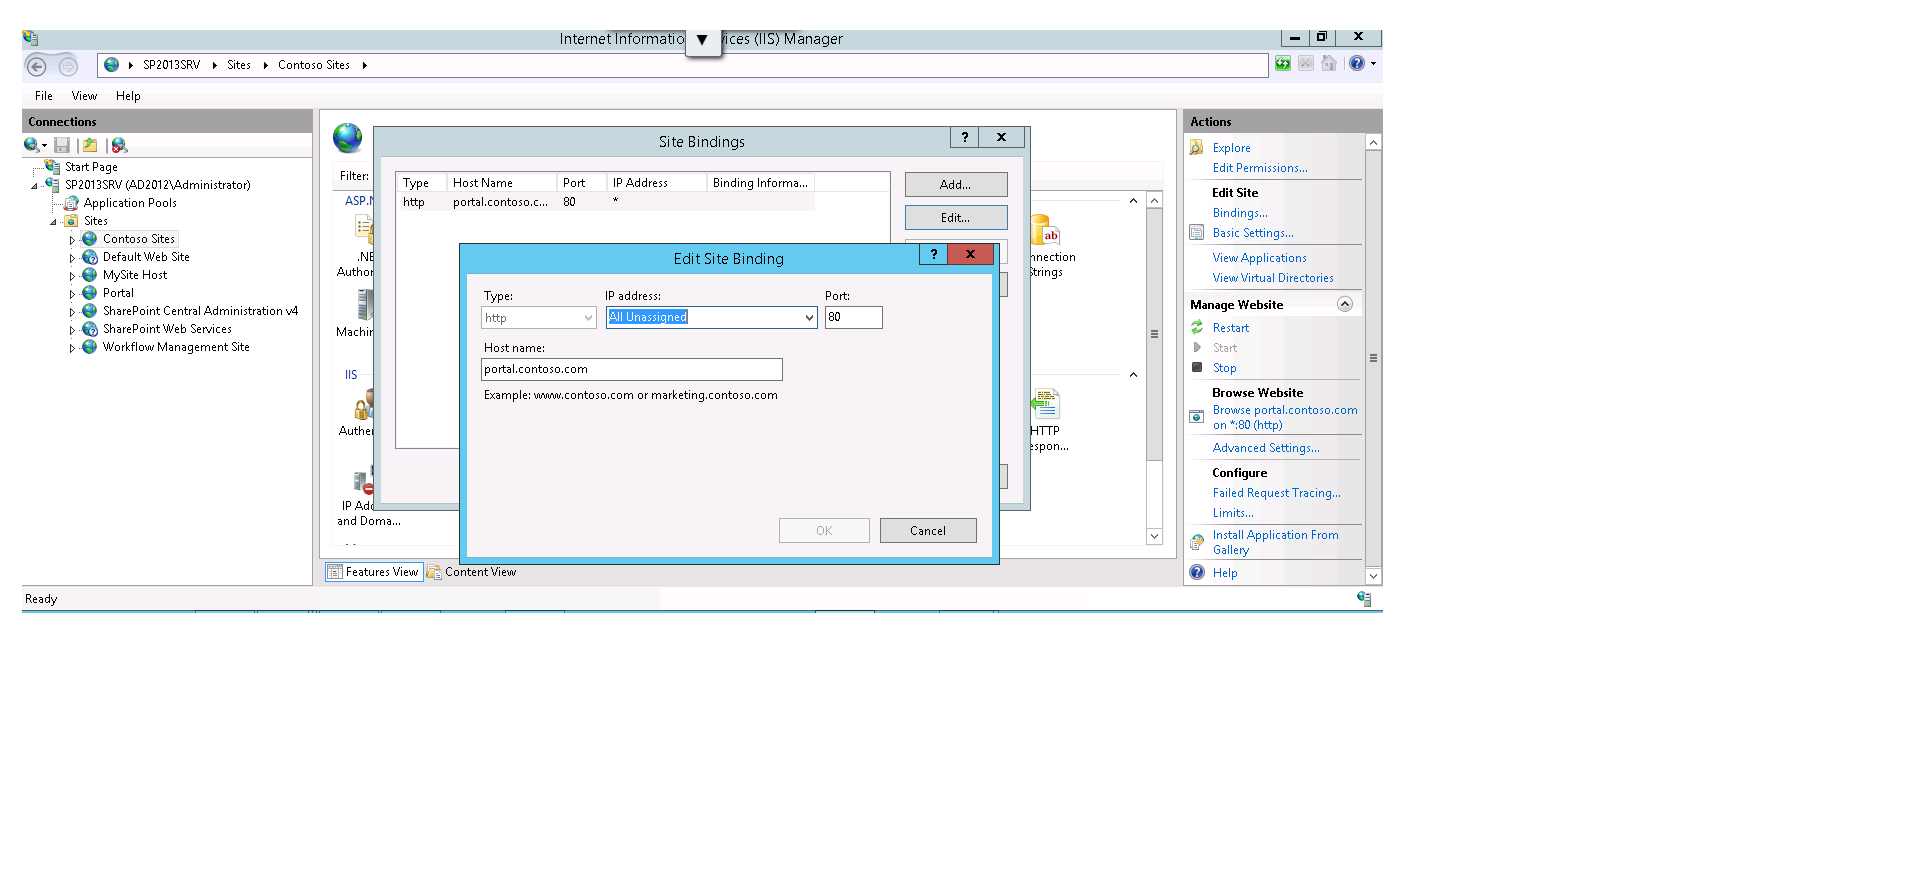 Internet Informatio ▼ ices (IIS) Manager
SP2013SRV Sites Contoso Sites
File View Help
Connections
Start Page
SP2013SRV (AD2012\Administrator)
Application Pools
Sites
Contoso Sites
Default Web Site
MySite Host
Portal
SharePoint Central Administration v4
SharePoint Web Services
Workflow Management Site
Filter:
ASP.N
.NE
Author
Machin
IIS
Authen
IP Add
and Doma...
nnection
Strings
HTTP
espon...
Site Bindings
Type Host Name Port IP Address Binding Informa...
http portal.contoso.c... 80 *
Add...
Edit...
Edit Site Binding
Type: IP address: Port:
http All Unassigned 80
Host name:
portal.contoso.com
Example: www.contoso.com or marketing.contoso.com
OK Cancel
Features View Content View
Actions
Explore
Edit Permissions...
Edit Site
Bindings...
Basic Settings...
View Applications
View Virtual Directories
Manage Website
Restart
Start
Stop
Browse Website
Browse portal.contoso.com
on *:80 (http)
Advanced Settings...
Configure
Failed Request Tracing...
Limits...
Install Application From
Gallery
Help
Ready